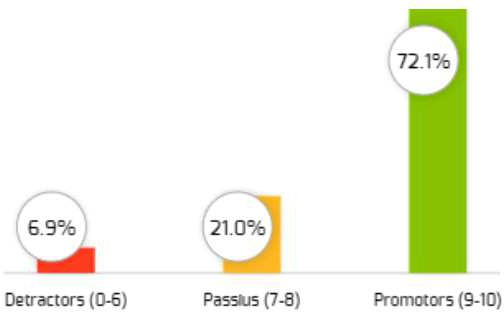 72.1%
6.9%
21.0%
Detractors (0-6)
Passius (7-8)
Promotors (9-10)